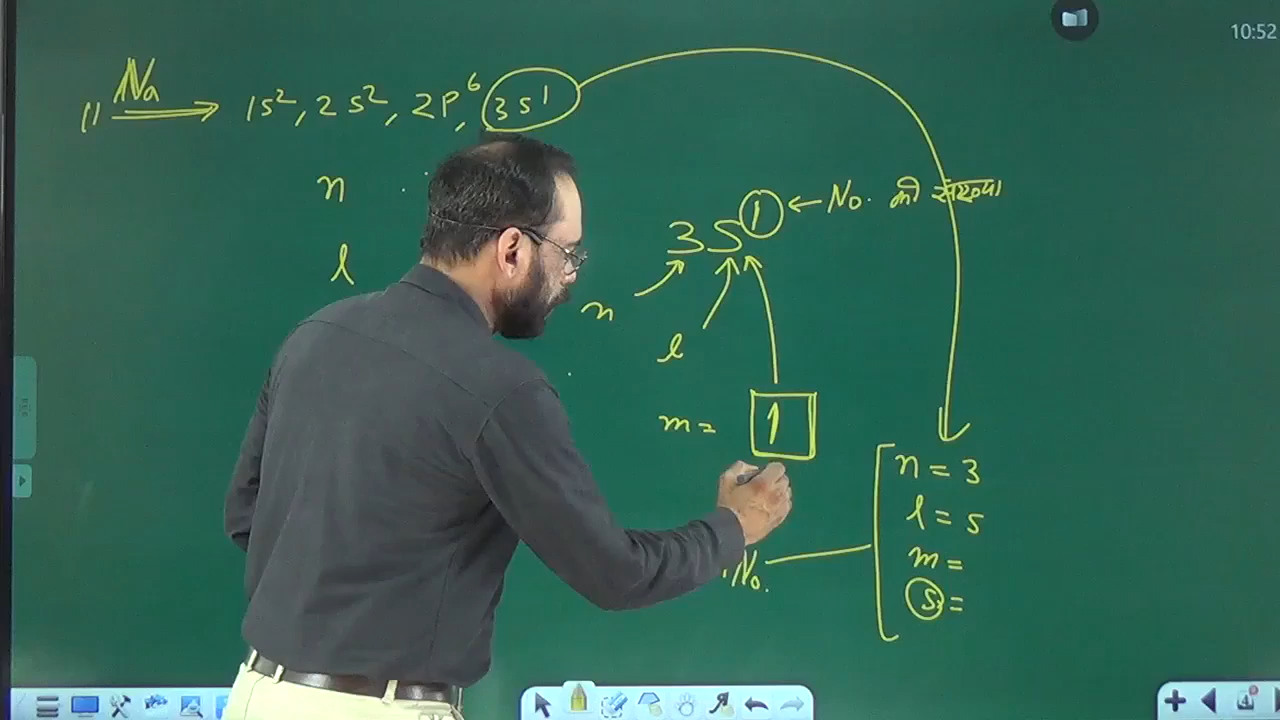 10:52
11 Na ⟹ 1s², 2s², 2p⁶, 3s1
n
l
3s① ← No. की संख्या
n
l
m = 1
No.
n = 3
l = s
m =
s =